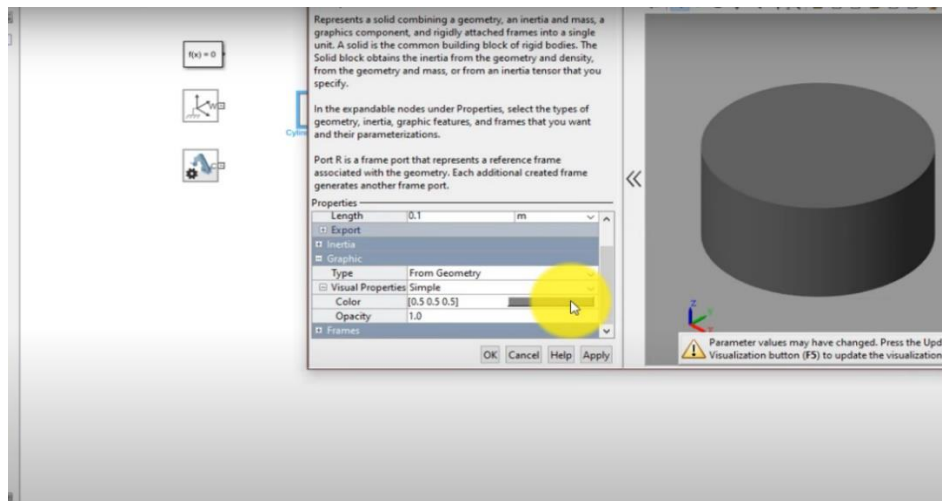 f(x) = 0
W
C
Cylin
Represents a solid combining a geometry, an inertia and mass, a
graphics component, and rigidly attached frames into a single
unit. A solid is the common building block of rigid bodies. The
Solid block obtains the inertia from the geometry and density,
from the geometry and mass, or from an inertia tensor that you
specify.
In the expandable nodes under Properties, select the types of
geometry, inertia, graphic features, and frames that you want
and their parameterizations.
Port R is a frame port that represents a reference frame
associated with the geometry. Each additional created frame
generates another frame port.
Properties
Length 0.1 m
Export
Inertia
Graphic
Type From Geometry
Visual Properties Simple
Color [0.5 0.5 0.5]
Opacity 1.0
Frames
OK Cancel Help Apply
Z
x
Parameter values may have changed. Press the Upd
Visualization button (F5) to update the visualization